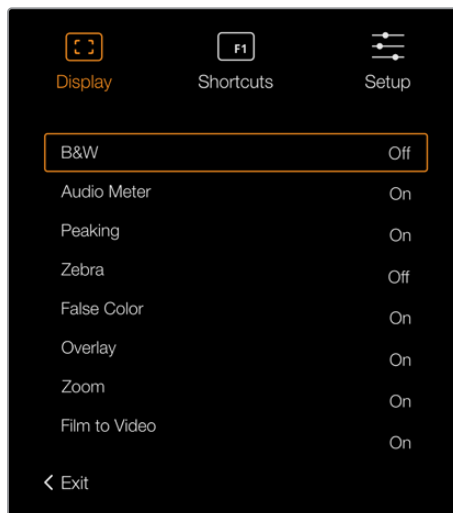 F1
Display Shortcuts Setup
B&W Off
Audio Meter On
Peaking On
Zebra Off
False Color On
Overlay On
Zoom On
Film to Video On
Exit